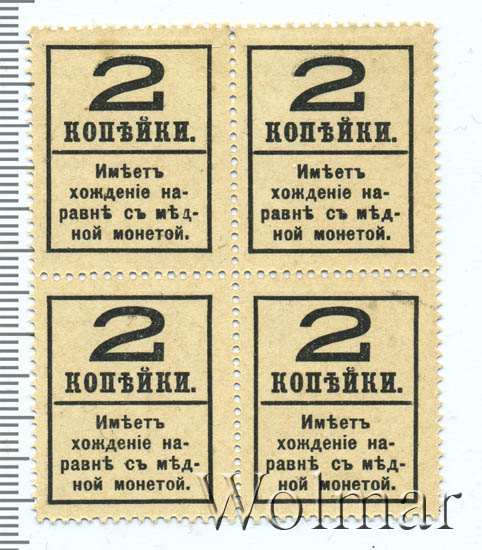 2
КОПѢЙКИ.
Имѣетъ
хожденіе на-
равнѣ съ мѣд-
ной монетой.
2
КОПѢЙКИ.
Имѣетъ
хожденіе на-
равнѣ съ мѣд-
ной монетой.
2
КОПѢЙКИ.
Имѣетъ
хожденіе на-
равнѣ съ мѣд-
ной монетой.
2
КОПѢЙКИ.
Имѣетъ
хожденіе на-
равнѣ съ мѣд-
ной монетой.
Wolmar